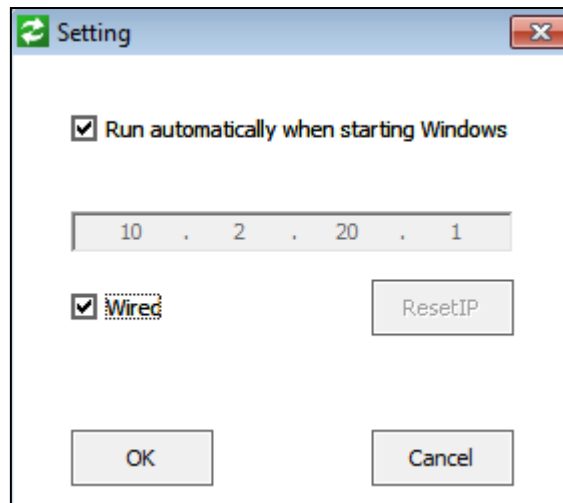 Setting
Run automatically when starting Windows
10 . 2 . 20 . 1
Wired
ResetIP
OK
Cancel